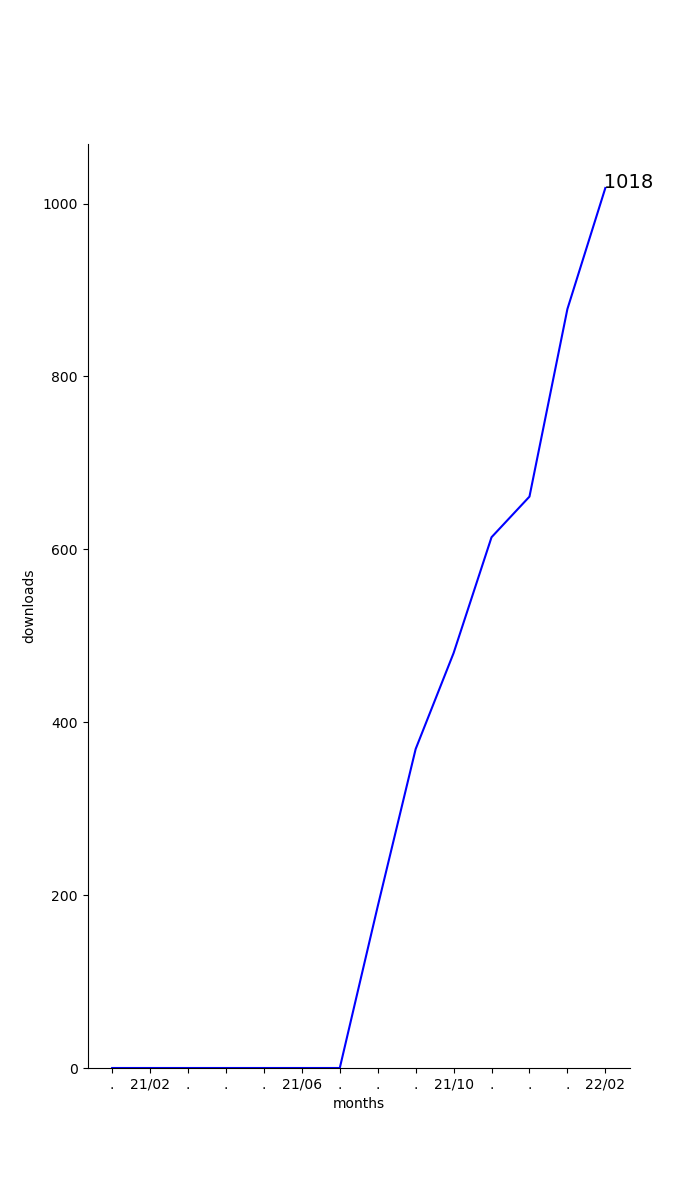 1018
1000
800
600
400
200
0
downloads
. 21/02 . . . 21/06 . . . 21/10 . . . 22/02
months